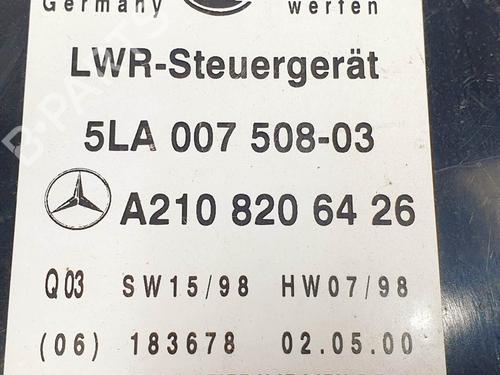 Germany werfen
LWR-Steuergerät
5LA 007 508-03
A210 820 64 26
Q03 SW15/98 HW07/98
(06) 183678 02.05.00